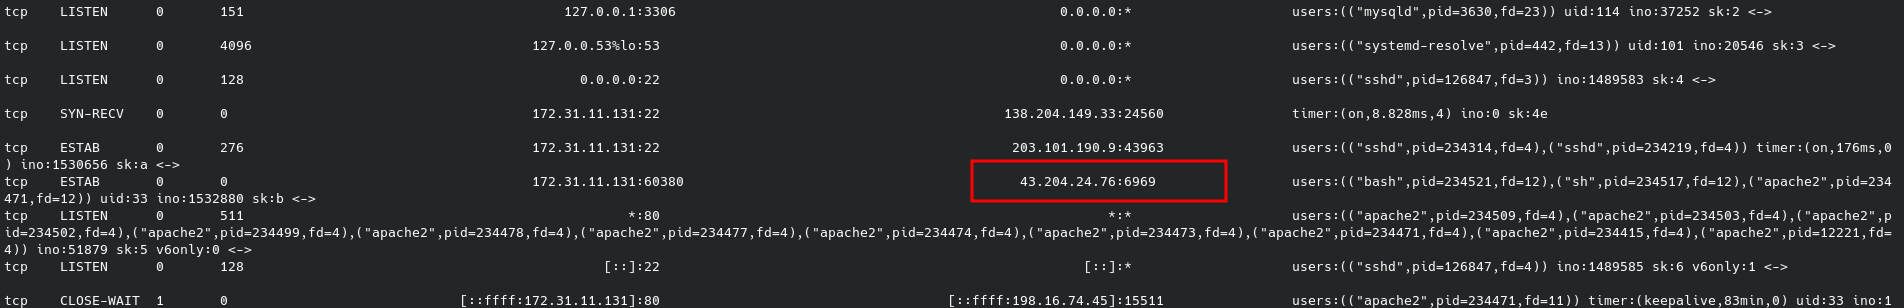 tcp LISTEN 0 151 127.0.0.1:3306 0.0.0.0:* users:(("mysqld",pid=3630,fd=23)) uid:114 ino:37252 sk:2 <->
tcp LISTEN 0 4096 127.0.0.53%lo:53 0.0.0.0:* users:(("systemd-resolve",pid=442,fd=13)) uid:101 ino:20546 sk:3 <->
tcp LISTEN 0 128 0.0.0.0:22 0.0.0.0:* users:(("sshd",pid=126847,fd=3)) ino:1489583 sk:4 <->
tcp SYN-RECV 0 0 172.31.11.131:22 138.204.149.33:24560 timer:(on,8.828ms,4) ino:0 sk:4e
tcp ESTAB 0 276 172.31.11.131:22 203.101.190.9:43963 users:(("sshd",pid=234314,fd=4),("sshd",pid=234219,fd=4)) timer:(on,176ms,0
) ino:1530656 sk:a <->
tcp ESTAB 0 0 172.31.11.131:60380 43.204.24.76:6969 users:(("bash",pid=234521,fd=12),("sh",pid=234517,fd=12),("apache2",pid=234
471,fd=12)) uid:33 ino:1532880 sk:b <->
tcp LISTEN 0 511 *:80 *:* users:(("apache2",pid=234509,fd=4),("apache2",pid=234503,fd=4),("apache2",p
id=234502,fd=4),("apache2",pid=234499,fd=4),("apache2",pid=234478,fd=4),("apache2",pid=234477,fd=4),("apache2",pid=234474,fd=4),("apache2",pid=234473,fd=4),("apache2",pid=234471,fd=4),("apache2",pid=234415,fd=4),("apache2",pid=12221,fd=
4)) ino:51879 sk:5 v6only:0 <->
tcp LISTEN 0 128 [::]:22 [::]:* users:(("sshd",pid=126847,fd=4)) ino:1489585 sk:6 v6only:1 <->
tcp CLOSE-WAIT 1 0 [::ffff:172.31.11.131]:80 [::ffff:198.16.74.45]:15511 users:(("apache2",pid=234471,fd=11)) timer:(keepalive,83min,0) uid:33 ino:1